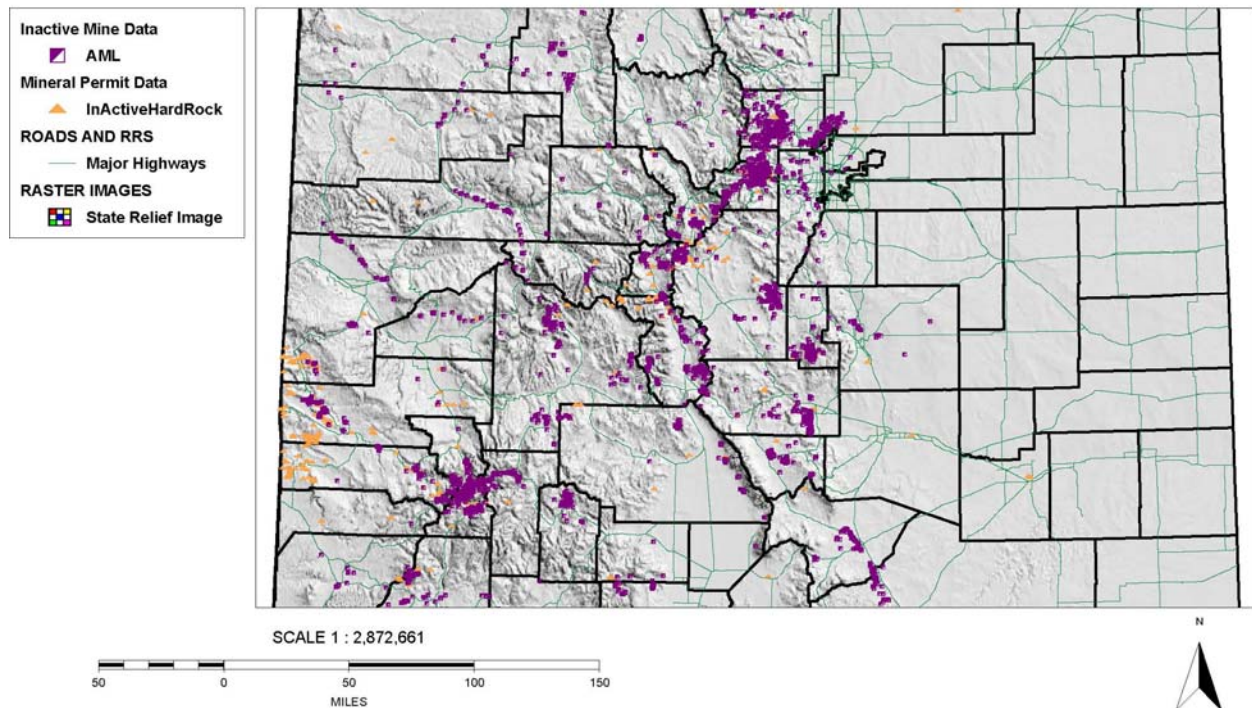 Inactive Mine Data
AML
Mineral Permit Data
InActiveHardRock
ROADS AND RRS
Major Highways
RASTER IMAGES
State Relief Image
SCALE 1 : 2,872,661
50 0 50 100 150
MILES
N